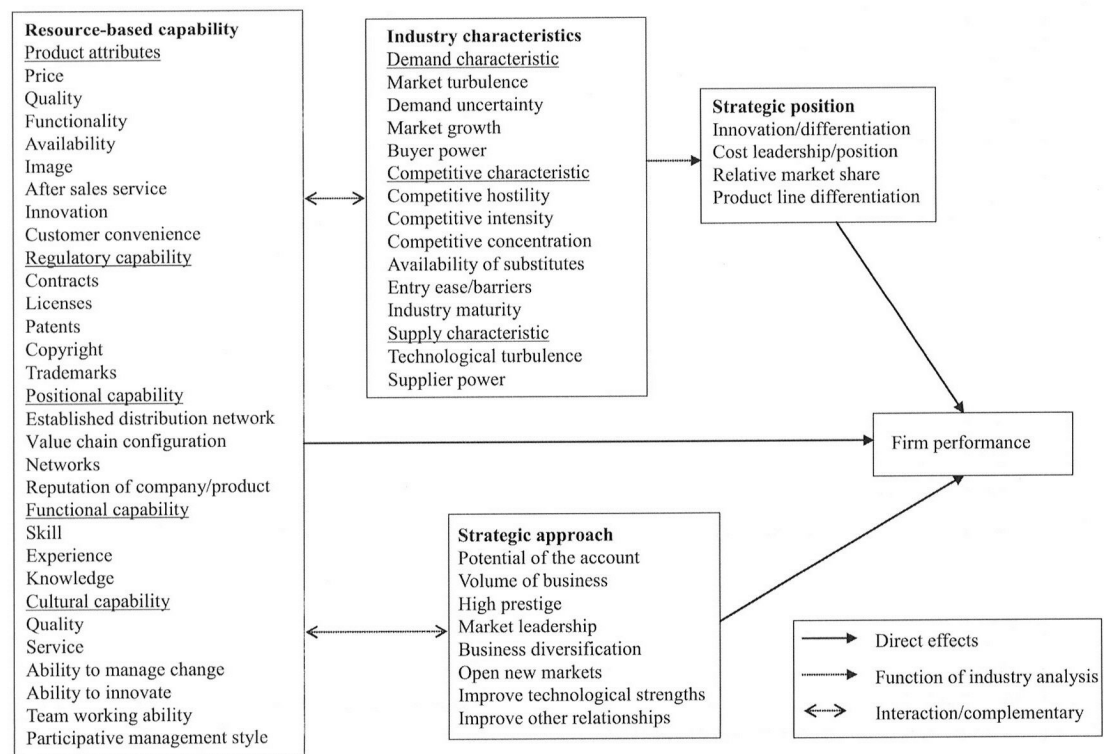 Resource-based capability
Product attributes
Price
Quality
Functionality
Availability
Image
After sales service
Innovation
Customer convenience
Regulatory capability
Contracts
Licenses
Patents
Copyright
Trademarks
Positional capability
Established distribution network
Value chain configuration
Networks
Reputation of company/product
Functional capability
Skill
Experience
Knowledge
Cultural capability
Quality
Service
Ability to manage change
Ability to innovate
Team working ability
Participative management style
Industry characteristics
Demand characteristic
Market turbulence
Demand uncertainty
Market growth
Buyer power
Competitive characteristic
Competitive hostility
Competitive intensity
Competitive concentration
Availability of substitutes
Entry ease/barriers
Industry maturity
Supply characteristic
Technological turbulence
Supplier power
Strategic position
Innovation/differentiation
Cost leadership/position
Relative market share
Product line differentiation
Firm performance
Strategic approach
Potential of the account
Volume of business
High prestige
Market leadership
Business diversification
Open new markets
Improve technological strengths
Improve other relationships
Direct effects
Function of industry analysis
Interaction/complementary